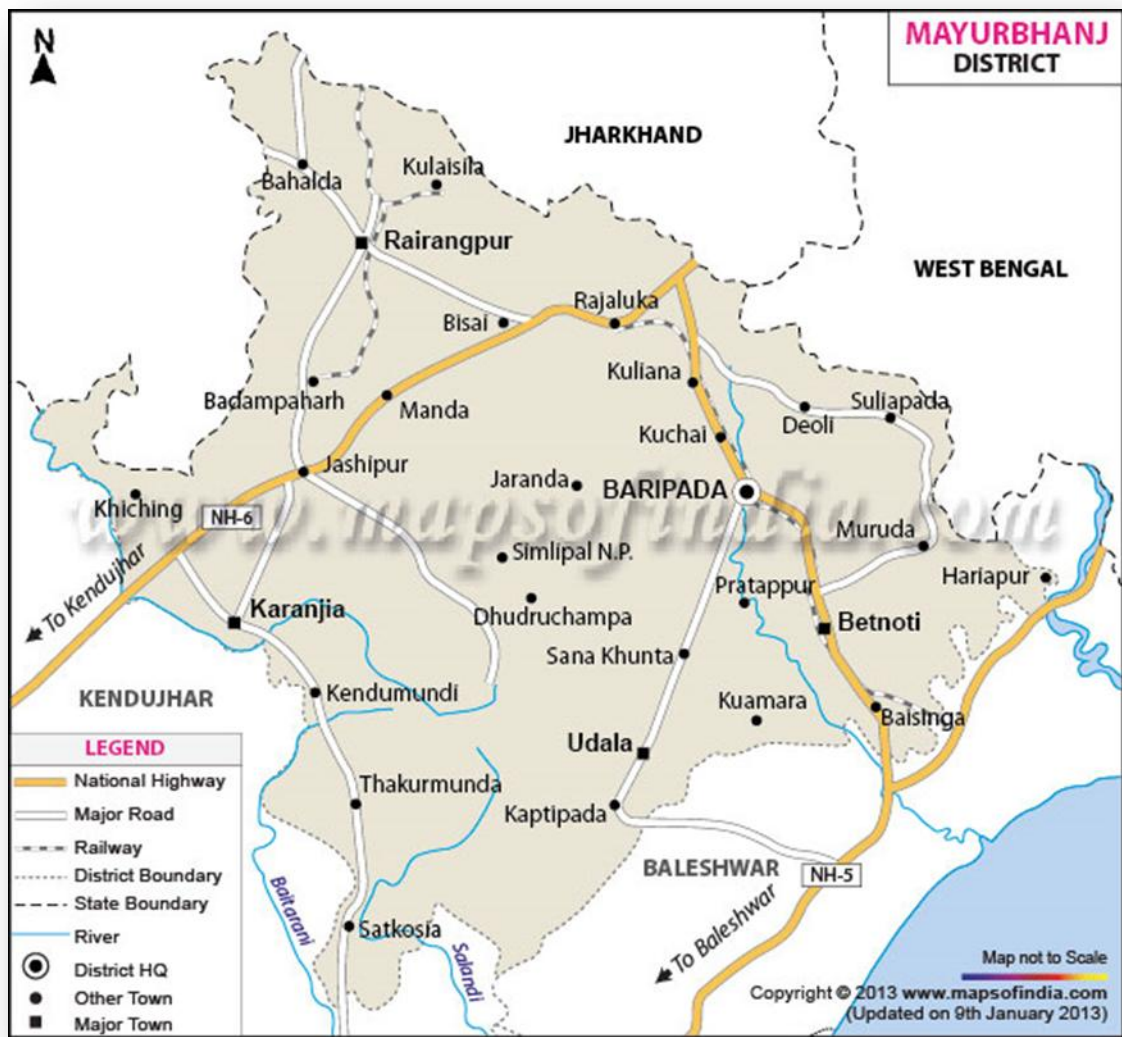 N
MAYURBHANJ
DISTRICT
JHARKHAND
WEST BENGAL
Bahalda
Kulaisila
Rairangpur
Rajaluka
Bisai
Kuliana
Badampaharh
Manda
Deoli
Suliapada
Kuchai
Jashipur
Jaranda
BARIPADA
Khiching
NH-6
www.mapsofindia.com
Muruda
Simlipal N.P.
Hariapur
To Kendujhar
Karanjia
Dhudruchampa
Pratappur
Betnoti
Sana Khunta
KENDUJHAR
Kendumundi
Kuamara
Baisinga
Udala
Thakurmunda
Kaptipada
BALESHWAR
NH-5
Baitarani
Satkosia
Salandi
To Baleshwar
LEGEND
National Highway
Major Road
Railway
District Boundary
State Boundary
River
District HQ
Other Town
Major Town
Map not to Scale
Copyright © 2013 www.mapsofindia.com
(Updated on 9th January 2013)